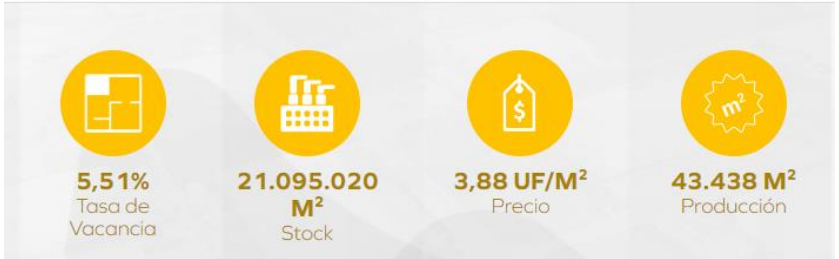 $
m²
5,51%
Tasa de
Vacancia
21.095.020
M²
Stock
3,88 UF/M²
Precio
43.438 M²
Producción